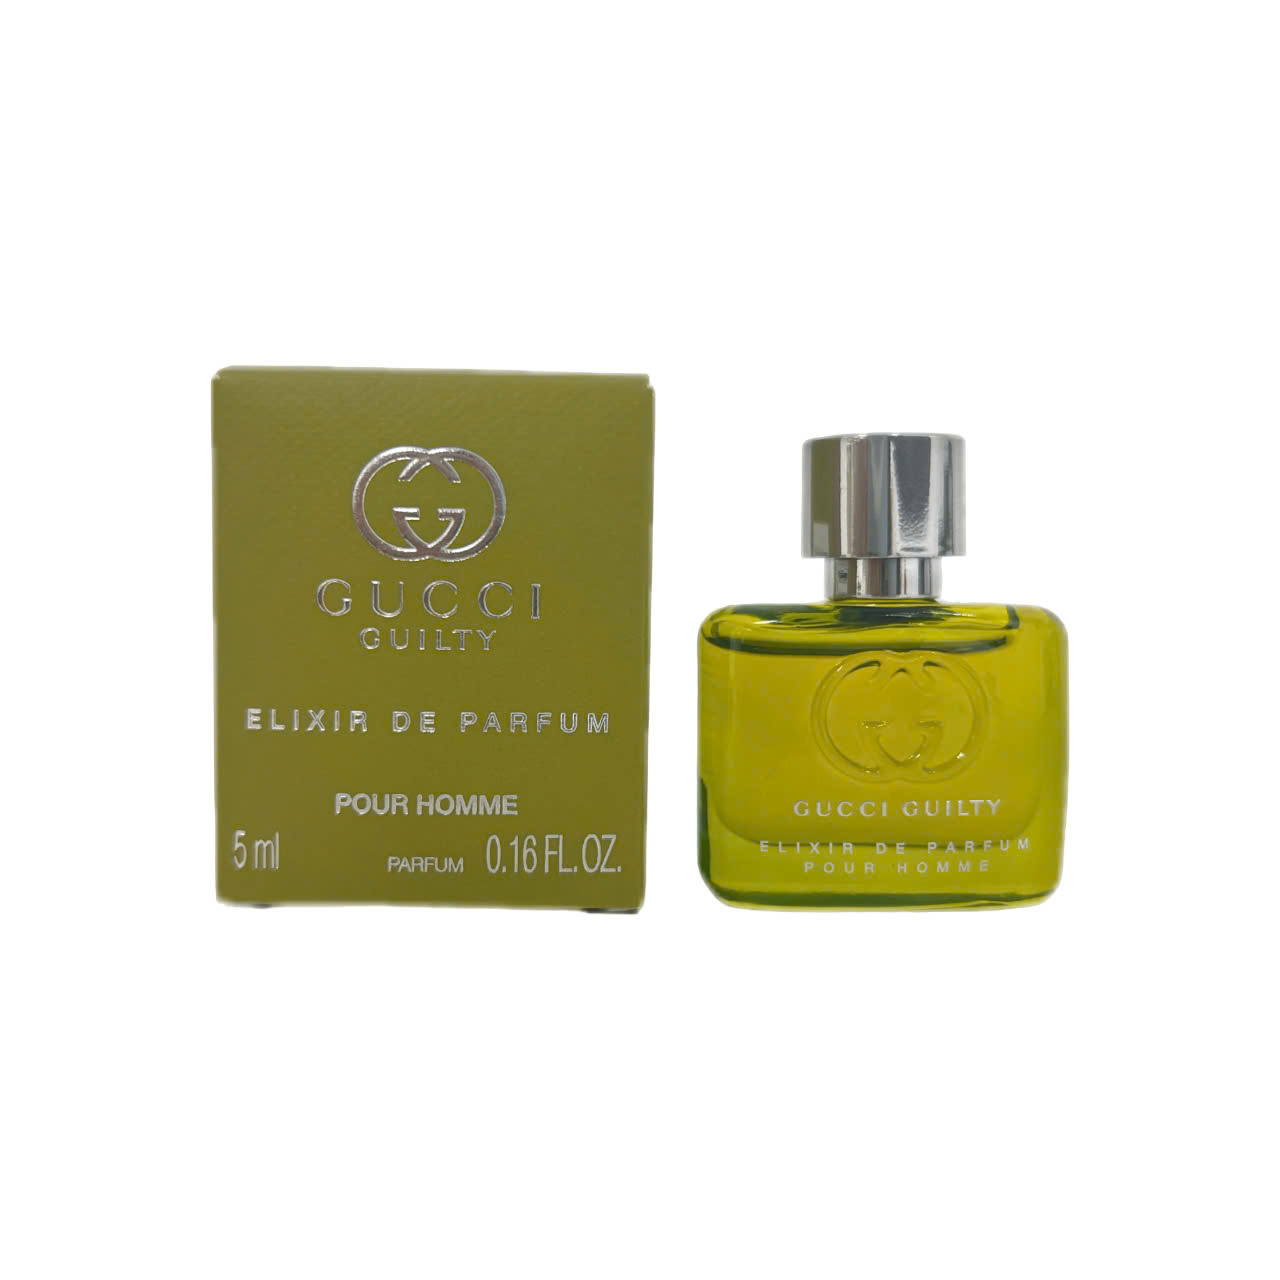 GUCCI
GUILTY
ELIXIR DE PARFUM
POUR HOMME
5 ml PARFUM 0.16 FL.OZ.
GUCCI GUILTY
ELIXIR DE PARFUM
POUR HOMME